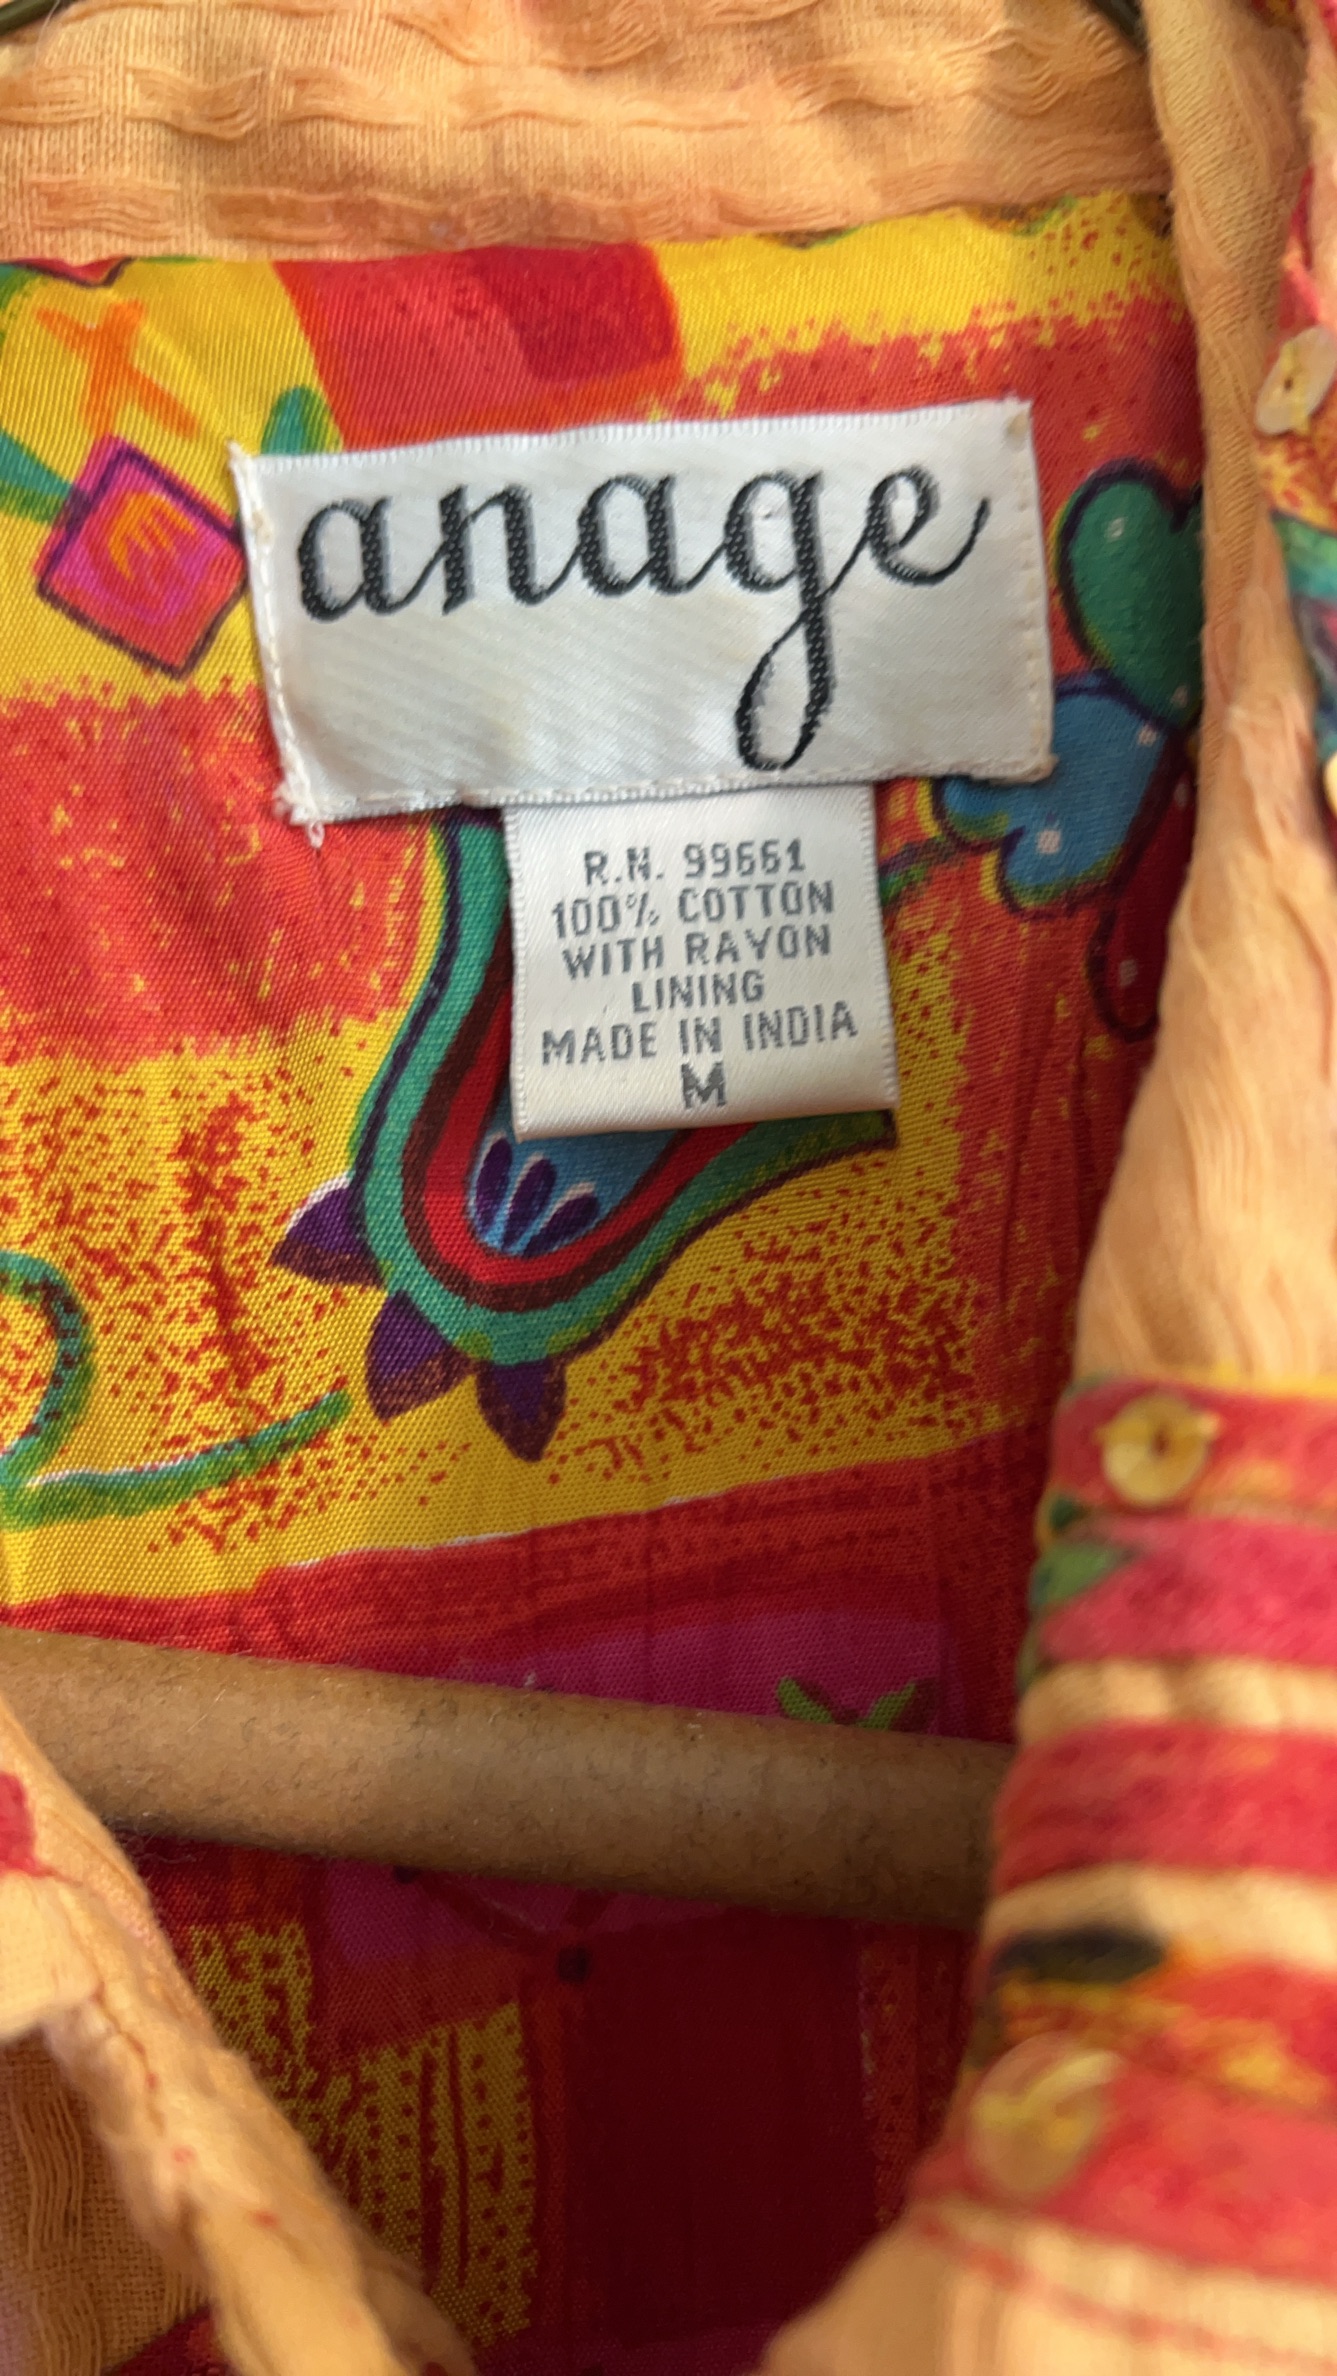 anage
R.N. 99661
100% COTTON
WITH RAYON
LINING
MADE IN INDIA
M